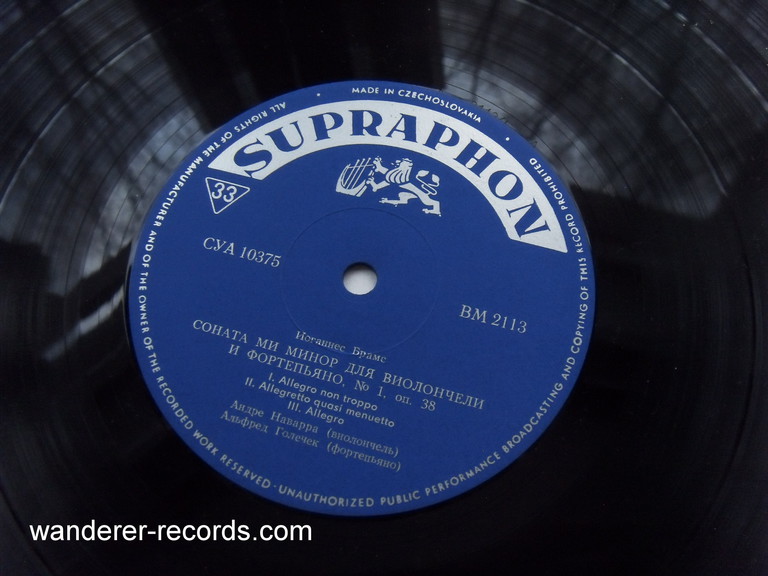 MADE IN CZECHOSLOVAKIA
SUPRAPHON
33
СУА 10375
ВМ 2113
Иоганнес Брамс
СОНАТА МИ МИНОР ДЛЯ ВИОЛОНЧЕЛИ
И ФОРТЕПЬЯНО, № 1, оп. 38
I. Allegro non troppo
II. Allegretto quasi menuetto
III. Allegro
Андре Наварра (виолончель)
Альфред Голечек (фортепьяно)
ALL RIGHTS OF THE MANUFACTURER AND OF THE OWNER OF THE RECORDED WORK RESERVED · UNAUTHORIZED PUBLIC PERFORMANCE BROADCASTING AND COPYING OF THIS RECORD PROHIBITED
wanderer-records.com